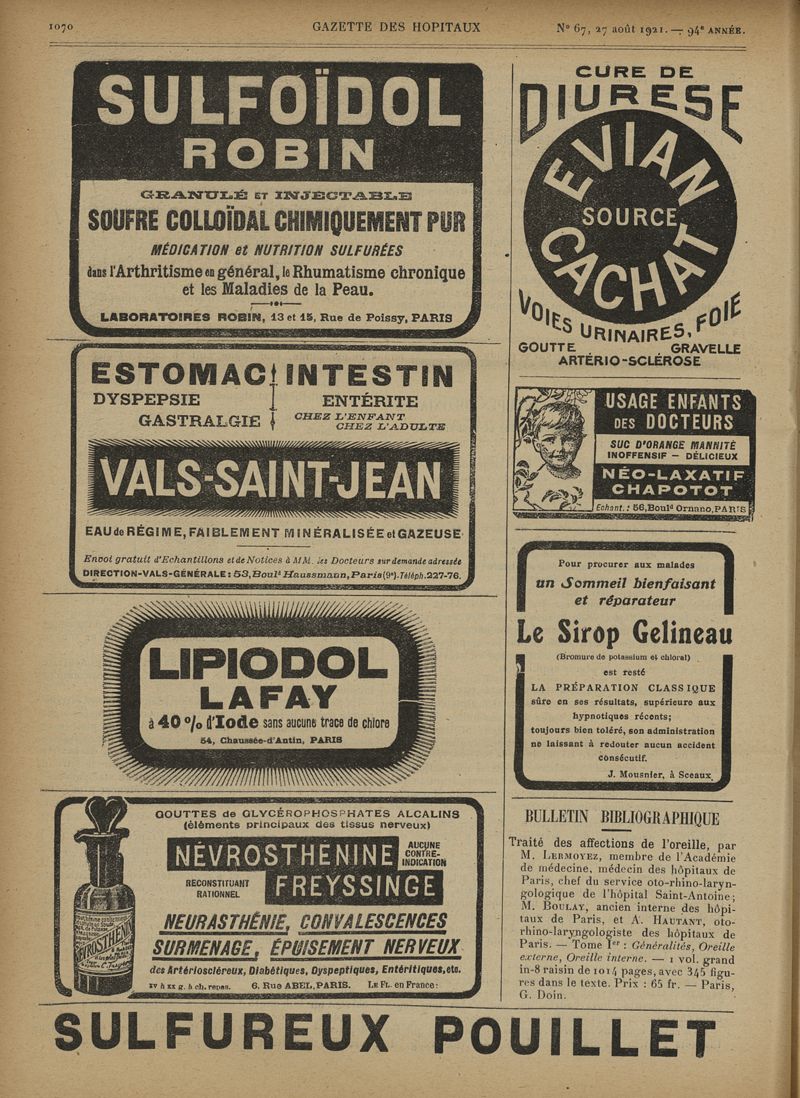 1070
GAZETTE DES HOPITAUX
N° 67, 27 août 1921. — 94e ANNÉE.
SULFOÏDOL
ROBIN
GRANULÉ ET INJECTABLE
SOUFRE COLLOÏDAL CHIMIQUEMENT PUR
MÉDICATION et NUTRITION SULFURÉES
dans l'Arthritisme en général, le Rhumatisme chronique
et les Maladies de la Peau.
LABORATOIRES ROBIN, 13 et 15, Rue de Poissy, PARIS
ESTOMAC INTESTIN
DYSPEPSIE ENTÉRITE
GASTRALGIE CHEZ L'ENFANT
CHEZ L'ADULTE
VALS-SAINT-JEAN
EAU de RÉGIME, FAIBLEMENT MINÉRALISÉE et GAZEUSE
Envoi gratuit d'Echantillons et de Notices à MM. les Docteurs sur demande adressée
DIRECTION-VALS-GÉNÉRALE: 53, Bould Haussmann, Paris (9e). Téléph. 227-76.
LIPIODOL
LAFAY
à 40 % d'Iode sans aucune trace de chlore
54, Chaussée-d'Antin, PARIS
GOUTTES de GLYCÉROPHOSPHATES ALCALINS
(éléments principaux des tissus nerveux)
NÉVROSTHÉNINE
AUCUNE
CONTRE-
INDICATION
RECONSTITUANT
RATIONNEL
FREYSSINGE
NEURASTHÉNIE, CONVALESCENCES
SURMENAGE, ÉPUISEMENT NERVEUX
des Artérioscléreux, Diabétiques, Dyspeptiques, Entéritiques, etc.
XV à XX g. à ch. repas. 6, Rue ABEL, PARIS. LE FL. en France:
NEVROSTHÉNINE
CURE DE
DIURESE
EVIAN
SOURCE
CACHAT
VOIES URINAIRES, FOIE
GOUTTE GRAVELLE
ARTÉRIO-SCLÉROSE
USAGE ENFANTS
DES DOCTEURS
SUC D'ORANGE MANNITÉ
INOFFENSIF — DÉLICIEUX
NÉO-LAXATIF
CHAPOTOT
Echant.: 56, Bould Ornano, PARIS
Pour procurer aux malades
un Sommeil bienfaisant
et réparateur
Le Sirop Gelineau
(Bromure de potassium et chloral)
est resté
LA PRÉPARATION CLASSIQUE
sûre en ses résultats, supérieure aux
hypnotiques récents;
toujours bien toléré, son administration
ne laissant à redouter aucun accident
consécutif.
J. Mousnier, à Sceaux
BULLETIN BIBLIOGRAPHIQUE
Traité des affections de l'oreille, par
M. LERMOYEZ, membre de l'Académie
de médecine, médecin des hôpitaux de
Paris, chef du service oto-rhino-laryn-
gologique de l'hôpital Saint-Antoine;
M. BOULAY, ancien interne des hôpi-
taux de Paris, et A. HAUTANT, oto-
rhino-laryngologiste des hôpitaux de
Paris. — Tome Ier : Généralités, Oreille
externe, Oreille interne. — 1 vol. grand
in-8 raisin de 1014 pages, avec 345 figu-
res dans le texte. Prix : 65 fr. — Paris,
G. Doin.
SULFUREUX POUILLET